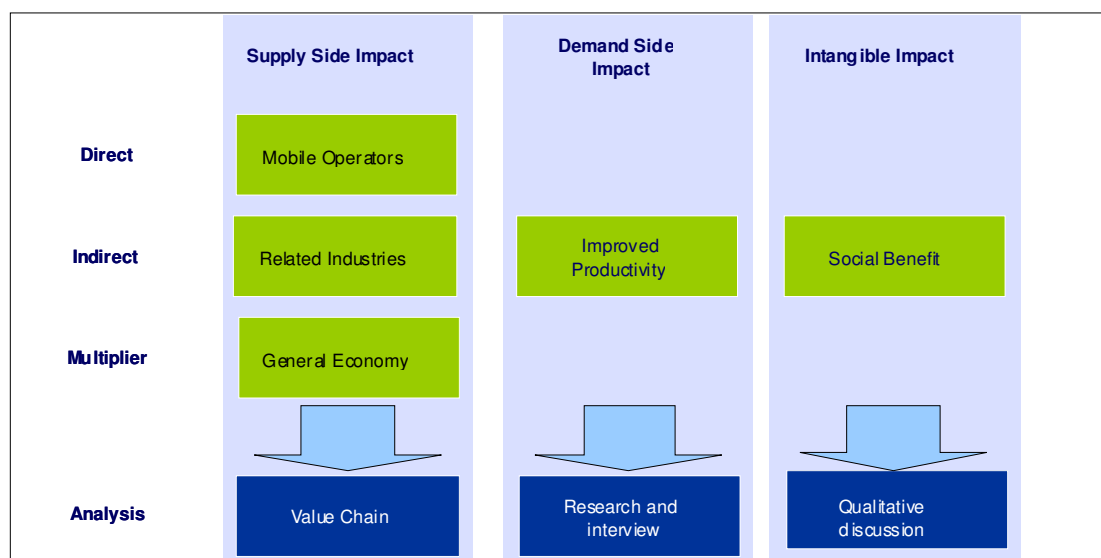 Supply Side Impact
Demand Side
Impact
Intangible Impact
Direct
Mobile Operators
Indirect
Related Industries
Improved
Productivity
Social Benefit
Multiplier
General Economy
Analysis
Value Chain
Research and
interview
Qualitative
discussion